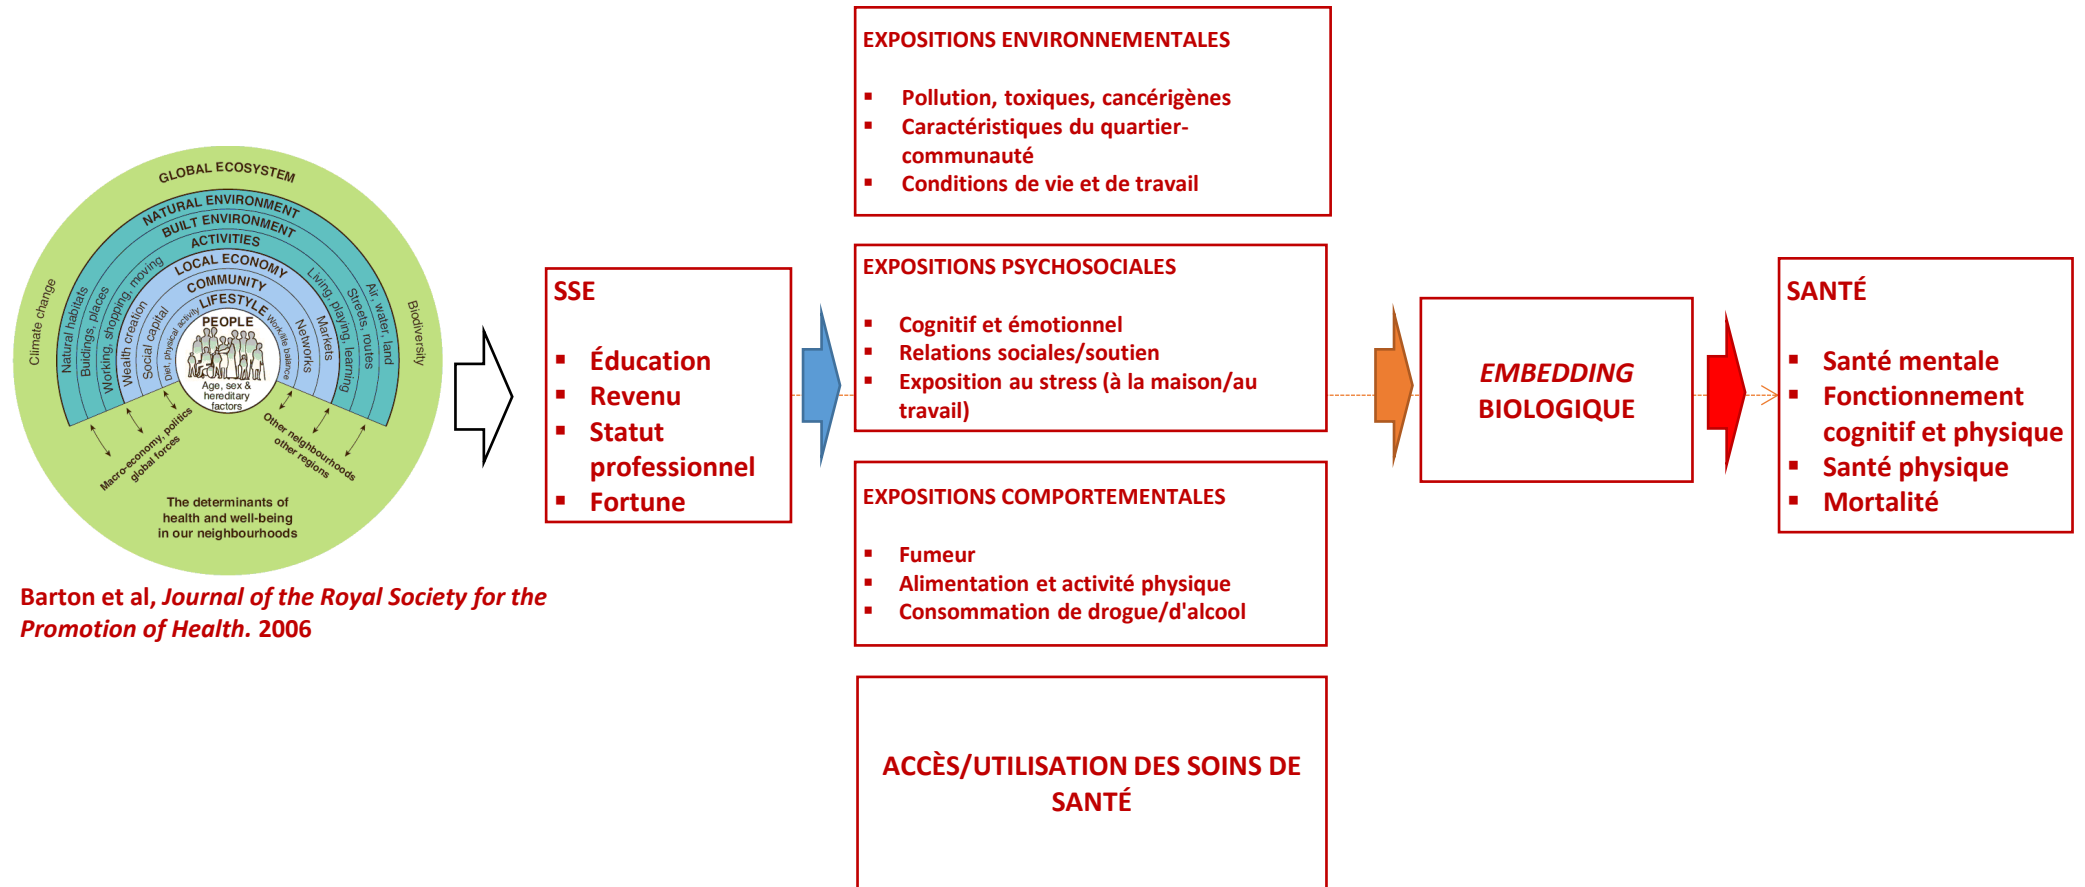 GLOBAL ECOSYSTEM
NATURAL ENVIRONMENT
BUILT ENVIRONMENT
ACTIVITIES
LOCAL ECONOMY
COMMUNITY
LIFESTYLE
PEOPLE
Age, sex &
hereditary
factors
Climate change
Natural habitats
Buidings, places
Working, shopping, moving
Wealth creation
Social capital
Diet, physical activity
Work/life balance
Networks
Markets
Living, playing, learning
Streets, routes
Air, water, land
Biodiversity
Macro-economy, politics
global forces
Other neighbourhoods
other regions
The determinants of
health and well-being
in our neighbourhoods
Barton et al, Journal of the Royal Society for the
Promotion of Health. 2006
SSE
▪ Éducation
▪ Revenu
▪ Statut
professionnel
▪ Fortune
EXPOSITIONS ENVIRONNEMENTALES
▪ Pollution, toxiques, cancérigènes
▪ Caractéristiques du quartier-
communauté
▪ Conditions de vie et de travail
EXPOSITIONS PSYCHOSOCIALES
▪ Cognitif et émotionnel
▪ Relations sociales/soutien
▪ Exposition au stress (à la maison/au
travail)
EXPOSITIONS COMPORTEMENTALES
▪ Fumeur
▪ Alimentation et activité physique
▪ Consommation de drogue/d'alcool
ACCÈS/UTILISATION DES SOINS DE
SANTÉ
EMBEDDING
BIOLOGIQUE
SANTÉ
▪ Santé mentale
▪ Fonctionnement
cognitif et physique
▪ Santé physique
▪ Mortalité